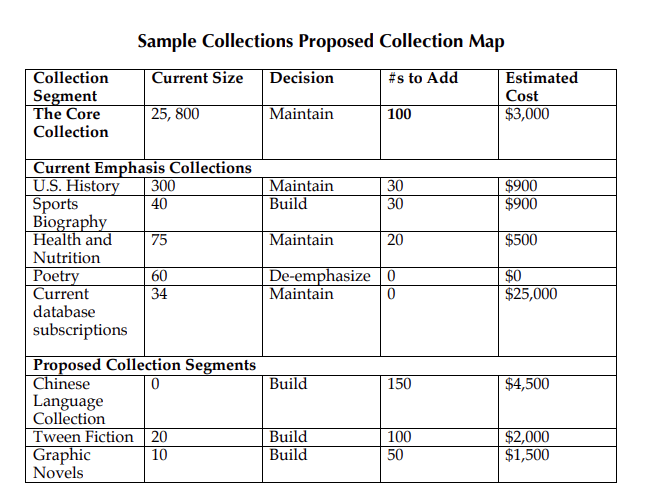 Sample Collections Proposed Collection Map
Collection Segment Current Size Decision #s to Add Estimated Cost
The Core Collection 25, 800 Maintain 100 $3,000
Current Emphasis Collections
U.S. History 300 Maintain 30 $900
Sports Biography 40 Build 30 $900
Health and Nutrition 75 Maintain 20 $500
Poetry 60 De-emphasize 0 $0
Current database subscriptions 34 Maintain 0 $25,000
Proposed Collection Segments
Chinese Language Collection 0 Build 150 $4,500
Tween Fiction 20 Build 100 $2,000
Graphic Novels 10 Build 50 $1,500